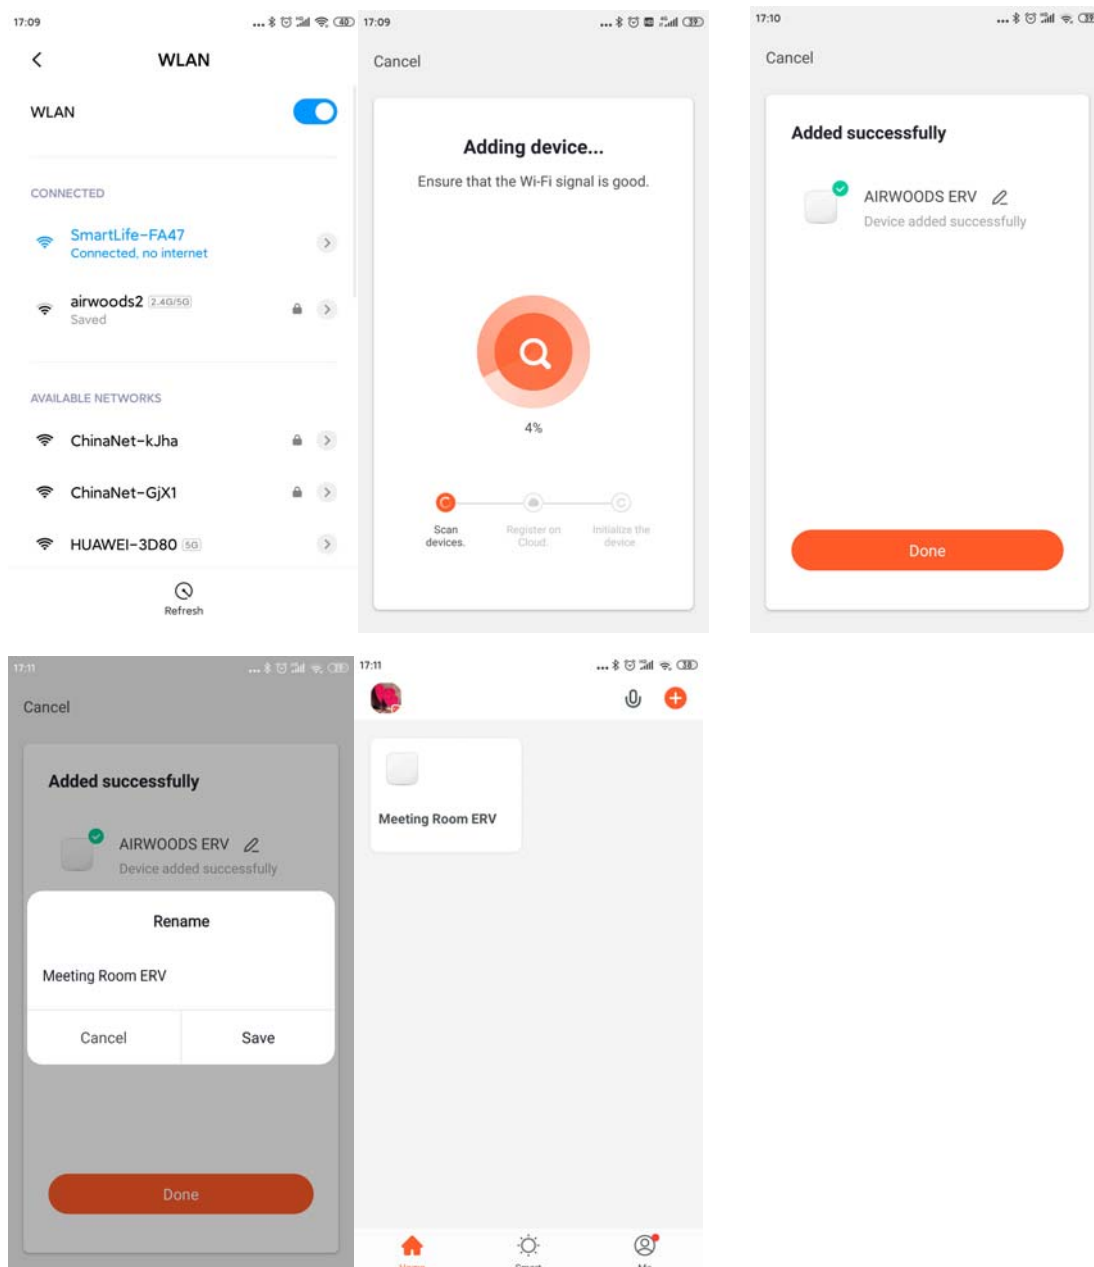 17:09
40
WLAN
WLAN
CONNECTED
SmartLife-FA47
Connected, no internet
airwoods2 2.4G/5G
Saved
AVAILABLE NETWORKS
ChinaNet-kJha
ChinaNet-GjX1
HUAWEI-3D80 5G
Refresh
17:09
39
Cancel
Adding device...
Ensure that the Wi-Fi signal is good.
4%
Scan devices.
Register on Cloud.
Initialize the device
17:10
Cancel
Added successfully
AIRWOODS ERV
Device added successfully
Done
17:11
Cancel
Added successfully
AIRWOODS ERV
Device added successfully
Rename
Meeting Room ERV
Cancel
Save
Done
17:11
38
Meeting Room ERV